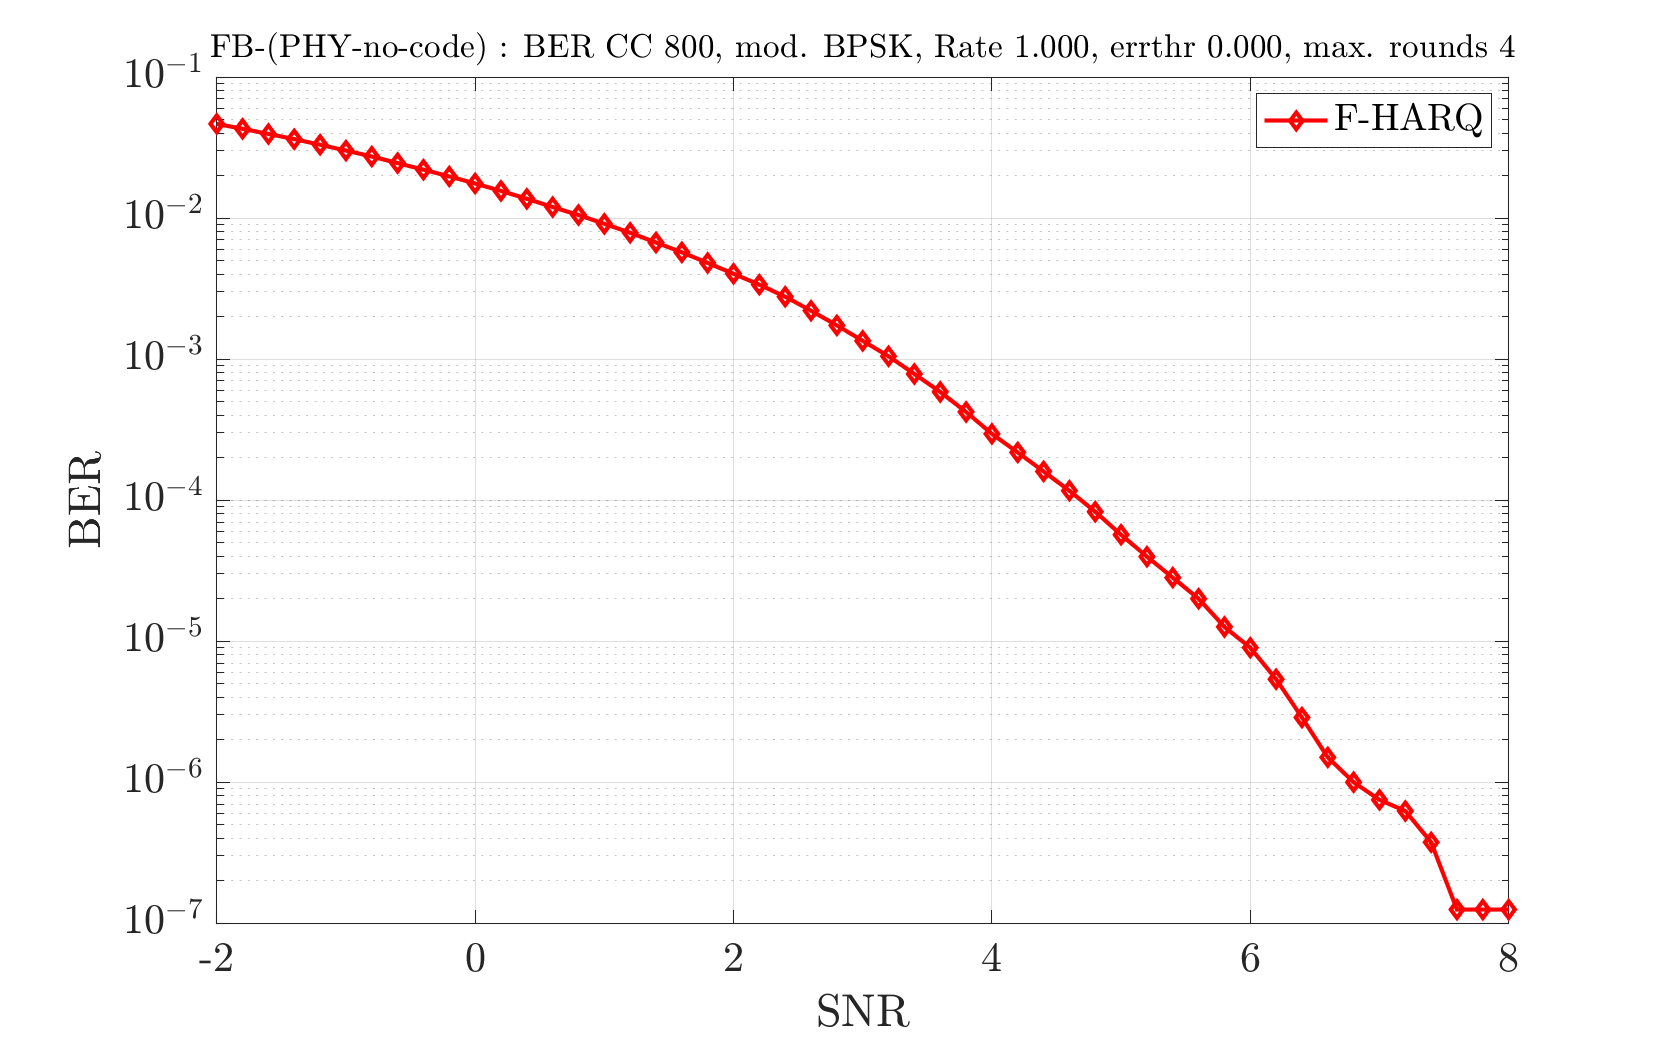 FB-(PHY-no-code) : BER CC 800, mod. BPSK, Rate 1.000, errthr 0.000, max. rounds 4
F-HARQ
10⁻¹
10⁻²
10⁻³
10⁻⁴
10⁻⁵
10⁻⁶
10⁻⁷
BER
-2 0 2 4 6 8
SNR